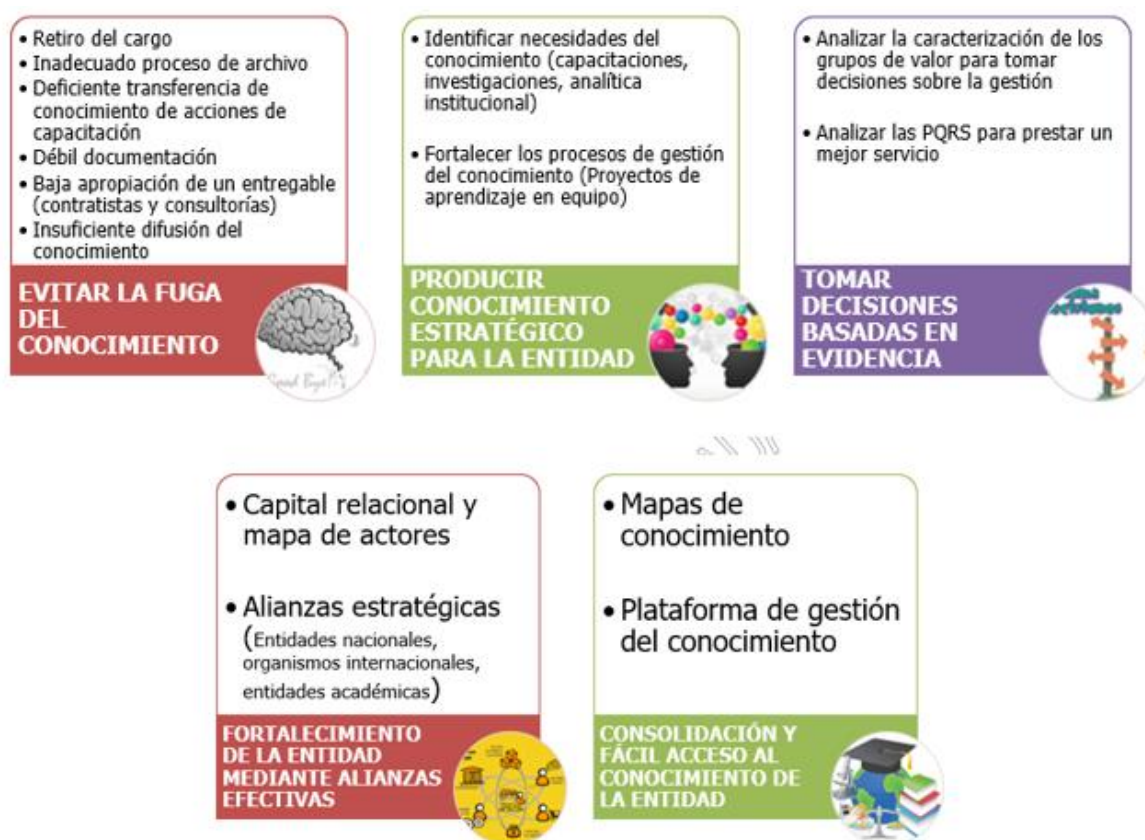 • Retiro del cargo
• Inadecuado proceso de archivo
• Deficiente transferencia de
conocimiento de acciones de
capacitación
• Débil documentación
• Baja apropiación de un entregable
(contratistas y consultorías)
• Insuficiente difusión del
conocimiento
EVITAR LA FUGA
DEL
CONOCIMIENTO
• Identificar necesidades del
conocimiento (capacitaciones,
investigaciones, analítica
institucional)
• Fortalecer los procesos de gestión
del conocimiento (Proyectos de
aprendizaje en equipo)
PRODUCIR
CONOCIMIENTO
ESTRATÉGICO
PARA LA ENTIDAD
• Analizar la caracterización de los
grupos de valor para tomar
decisiones sobre la gestión
• Analizar las PQRS para prestar un
mejor servicio
TOMAR
DECISIONES
BASADAS EN
EVIDENCIA
• Capital relacional y
mapa de actores
• Alianzas estratégicas
(Entidades nacionales,
organismos internacionales,
entidades académicas)
FORTALECIMIENTO
DE LA ENTIDAD
MEDIANTE ALIANZAS
EFECTIVAS
• Mapas de
conocimiento
• Plataforma de gestión
del conocimiento
CONSOLIDACIÓN Y
FÁCIL ACCESO AL
CONOCIMIENTO DE
LA ENTIDAD